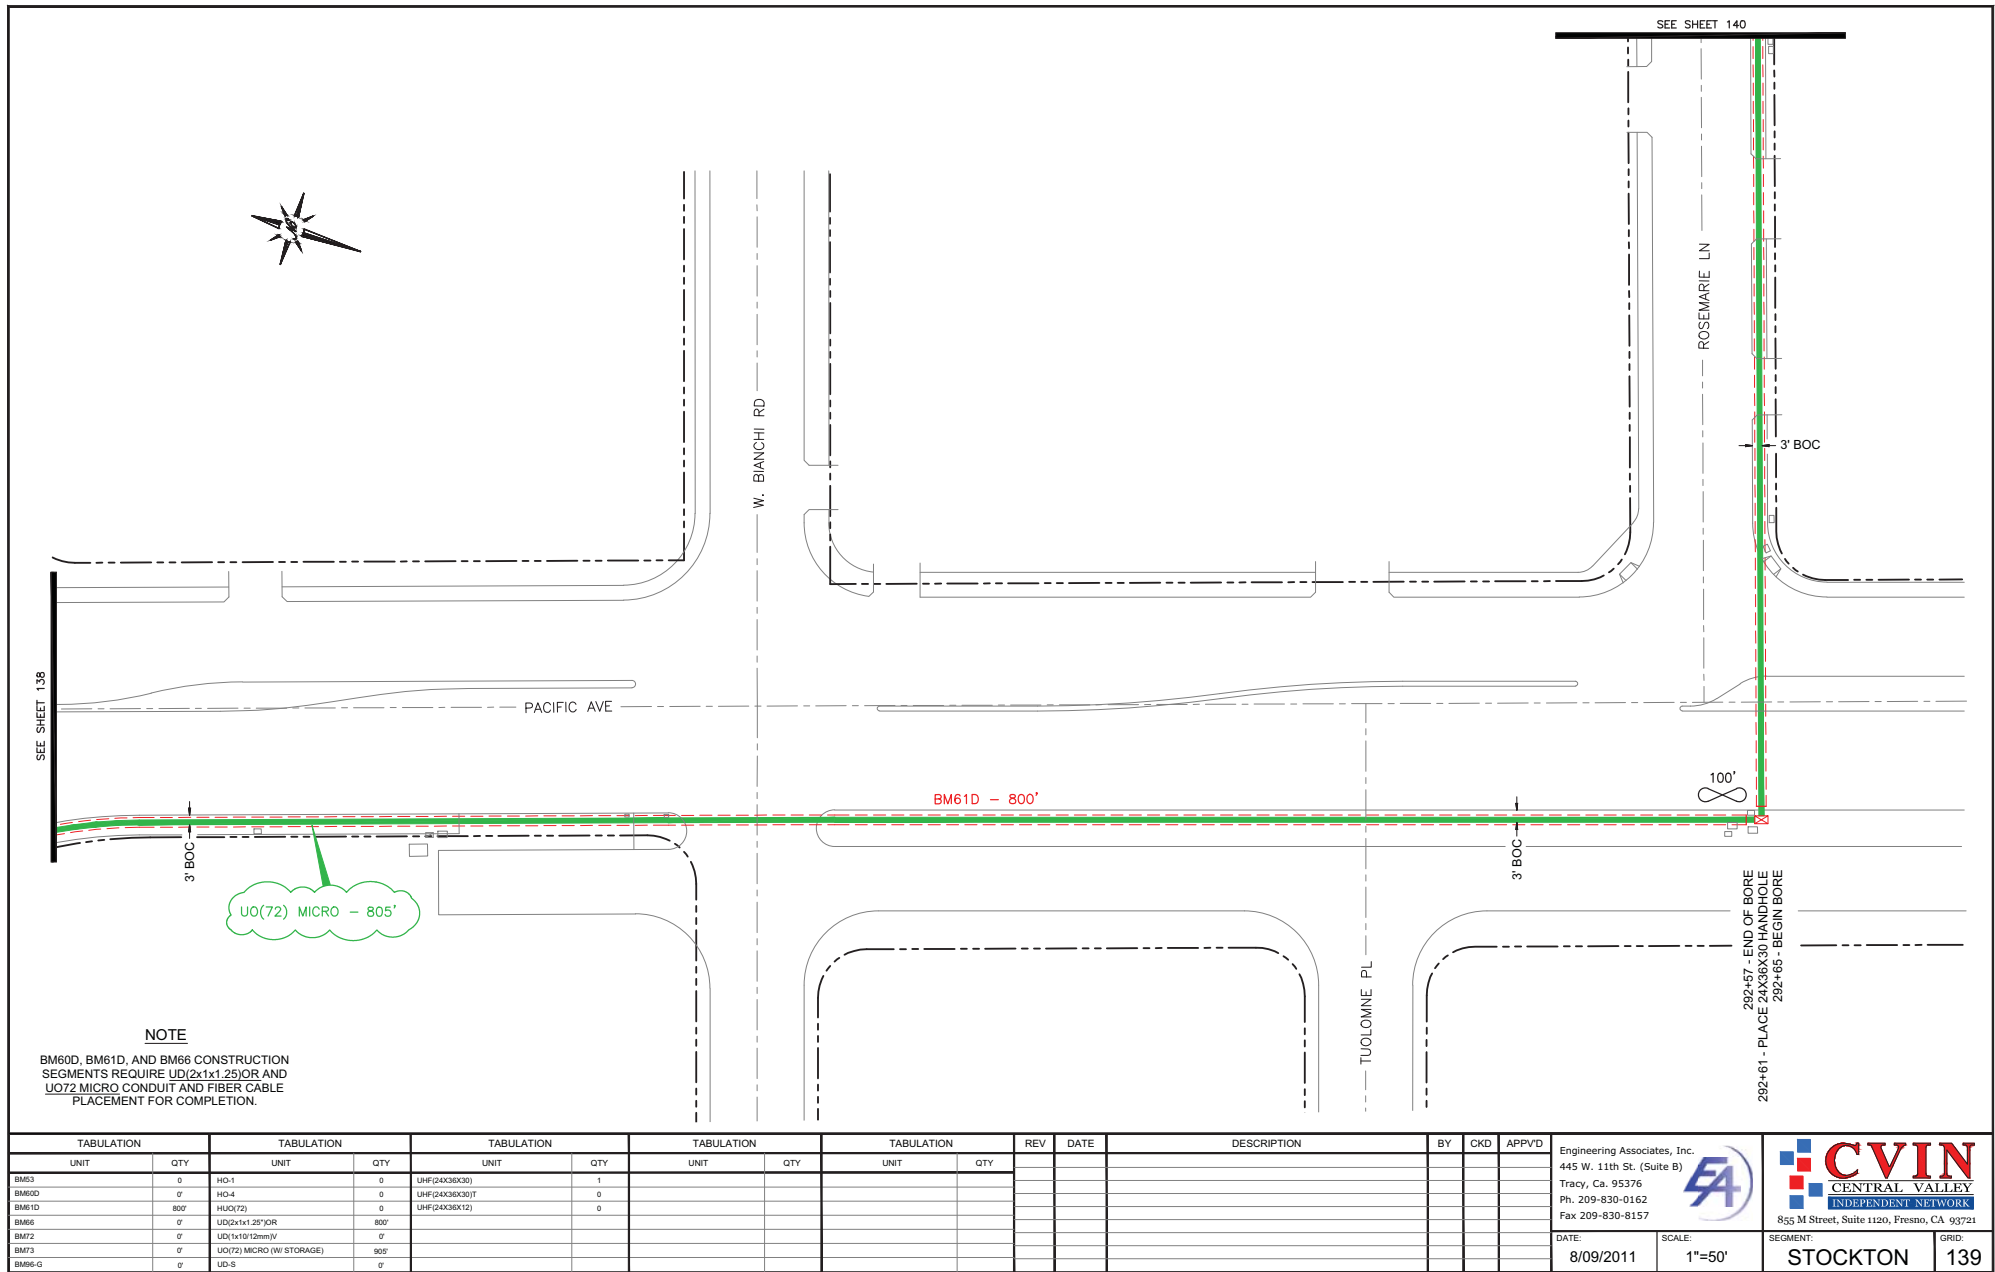 SEE SHEET 140
ROSEMARIE LN
W. BIANCHI RD
3' BOC
SEE SHEET 138
PACIFIC AVE
100'
BM61D - 800'
3' BOC
3' BOC
UO(72) MICRO - 805'
TUOLOMNE PL
292+57 - END OF BORE
292+61 - PLACE 24X36X30 HANDHOLE
292+65 - BEGIN BORE
NOTE
BM60D, BM61D, AND BM66 CONSTRUCTION
SEGMENTS REQUIRE UD(2x1x1.25)OR AND
UO72 MICRO CONDUIT AND FIBER CABLE
PLACEMENT FOR COMPLETION.
TABULATION TABULATION TABULATION TABULATION TABULATION REV DATE DESCRIPTION BY CKD APPV'D
UNIT QTY UNIT QTY UNIT QTY UNIT QTY UNIT QTY
BM53 0 HO-1 0 UHF(24X36X30) 1
BM60D 0' HO-4 0 UHF(24X36X30)T 0
BM61D 800' HUO(72) 0 UHF(24X36X12) 0
BM66 0' UD(2x1x1.25")OR 800'
BM72 0' UD(1x10/12mm)V 0'
BM73 0' UO(72) MICRO (W/ STORAGE) 905'
BM96-G 0' UD-S 0'
Engineering Associates, Inc.
445 W. 11th St. (Suite B)
Tracy, Ca. 95376
Ph. 209-830-0162
Fax 209-830-8157
EA
CVIN
CENTRAL VALLEY
INDEPENDENT NETWORK
855 M Street, Suite 1120, Fresno, CA 93721
DATE: SCALE: SEGMENT: GRID:
8/09/2011 1"=50' STOCKTON 139